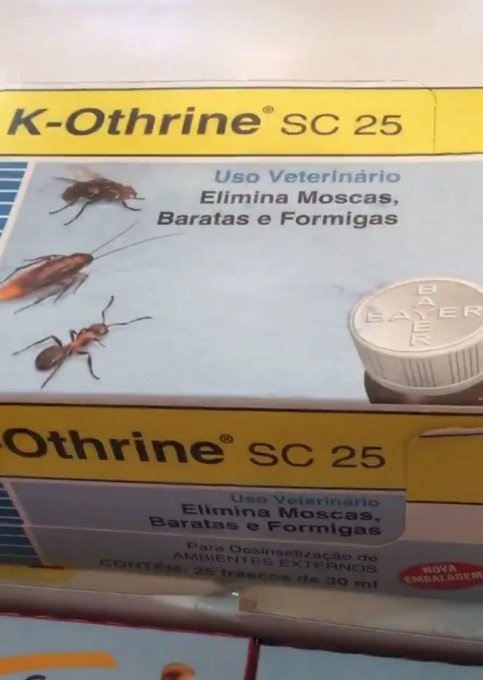 K-Othrine® SC 25
Uso Veterinário
Elimina Moscas,
Baratas e Formigas
BAYER
BAYER
-Othrine® SC 25
Uso Veterinário
Elimina Moscas,
Baratas e Formigas
Para Desinsetização de
AMBIENTES EXTERNOS
CONTÉM: 25 frascos de 30 ml
NOVA
EMBALAGEM